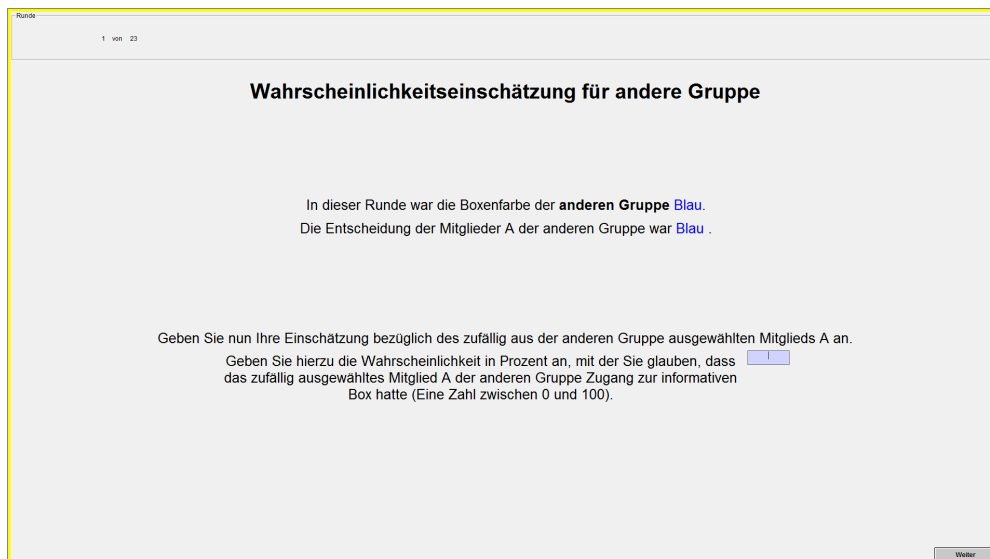 Runde
1 von 23
Wahrscheinlichkeitseinschätzung für andere Gruppe
In dieser Runde war die Boxenfarbe der anderen Gruppe Blau.
Die Entscheidung der Mitglieder A der anderen Gruppe war Blau .
Geben Sie nun Ihre Einschätzung bezüglich des zufällig aus der anderen Gruppe ausgewählten Mitglieds A an.
Geben Sie hierzu die Wahrscheinlichkeit in Prozent an, mit der Sie glauben, dass
das zufällig ausgewähltes Mitglied A der anderen Gruppe Zugang zur informativen
Box hatte (Eine Zahl zwischen 0 und 100).
Weiter